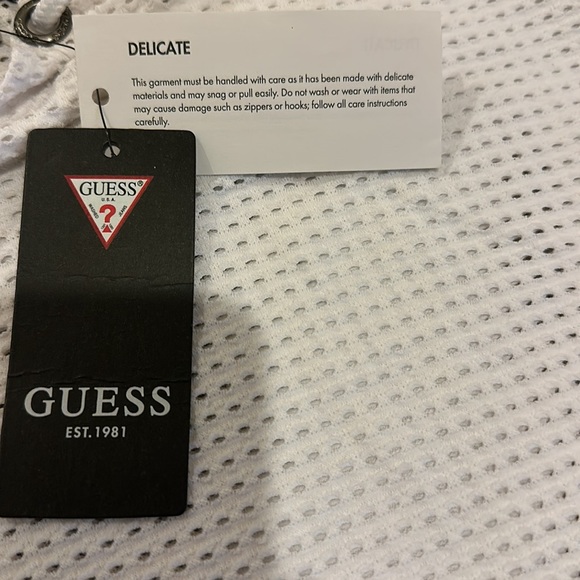 DELICATE
This garment must be handled with care as it has been made with delicate
materials and may snag or pull easily. Do not wash or wear with items that
may cause damage such as zippers or hooks; follow all care instructions
carefully.
GUESS®
U.S.A.
?
JEANS
GUESS
EST. 1981